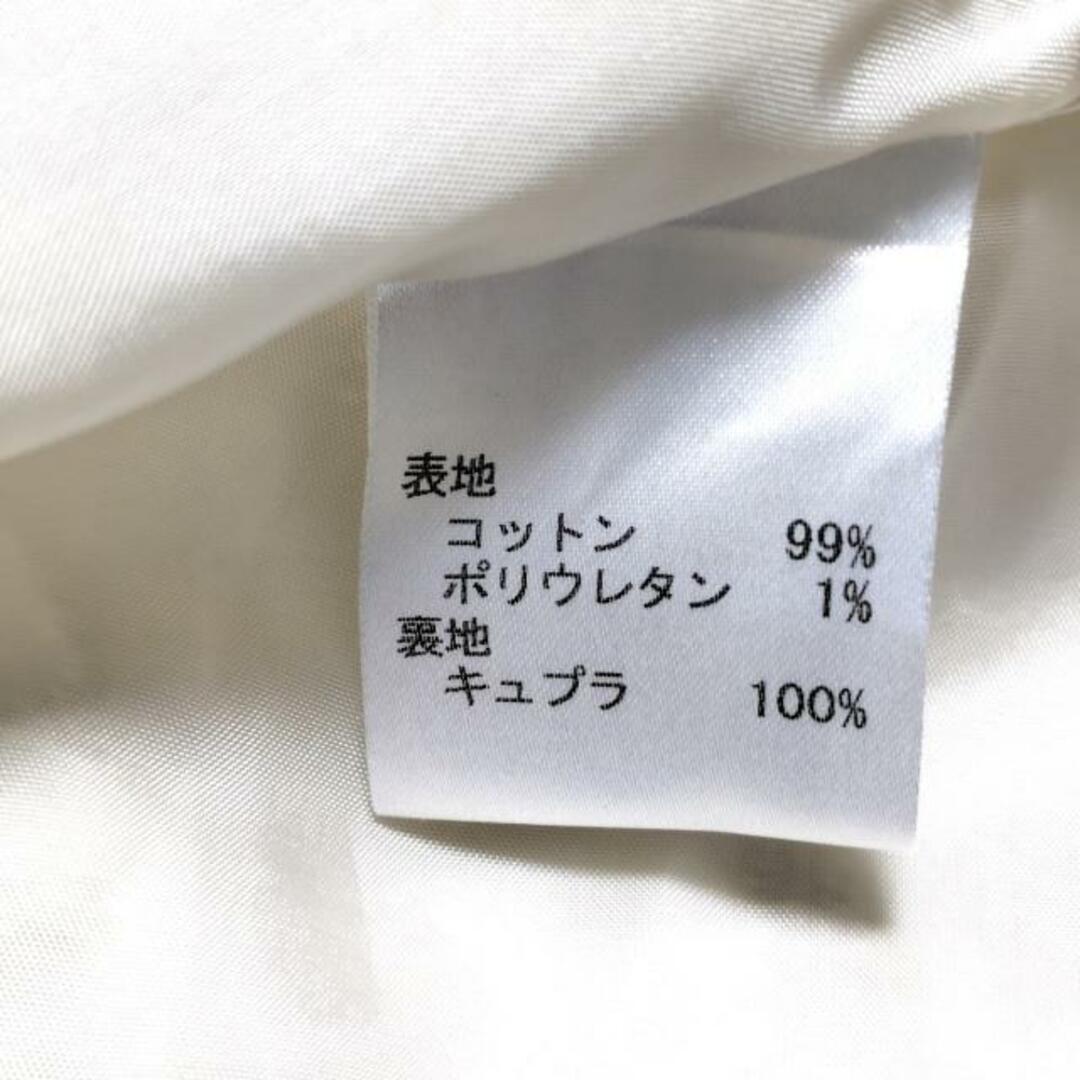 表地
コットン 99%
ポリウレタン 1%
裏地
キュプラ 100%